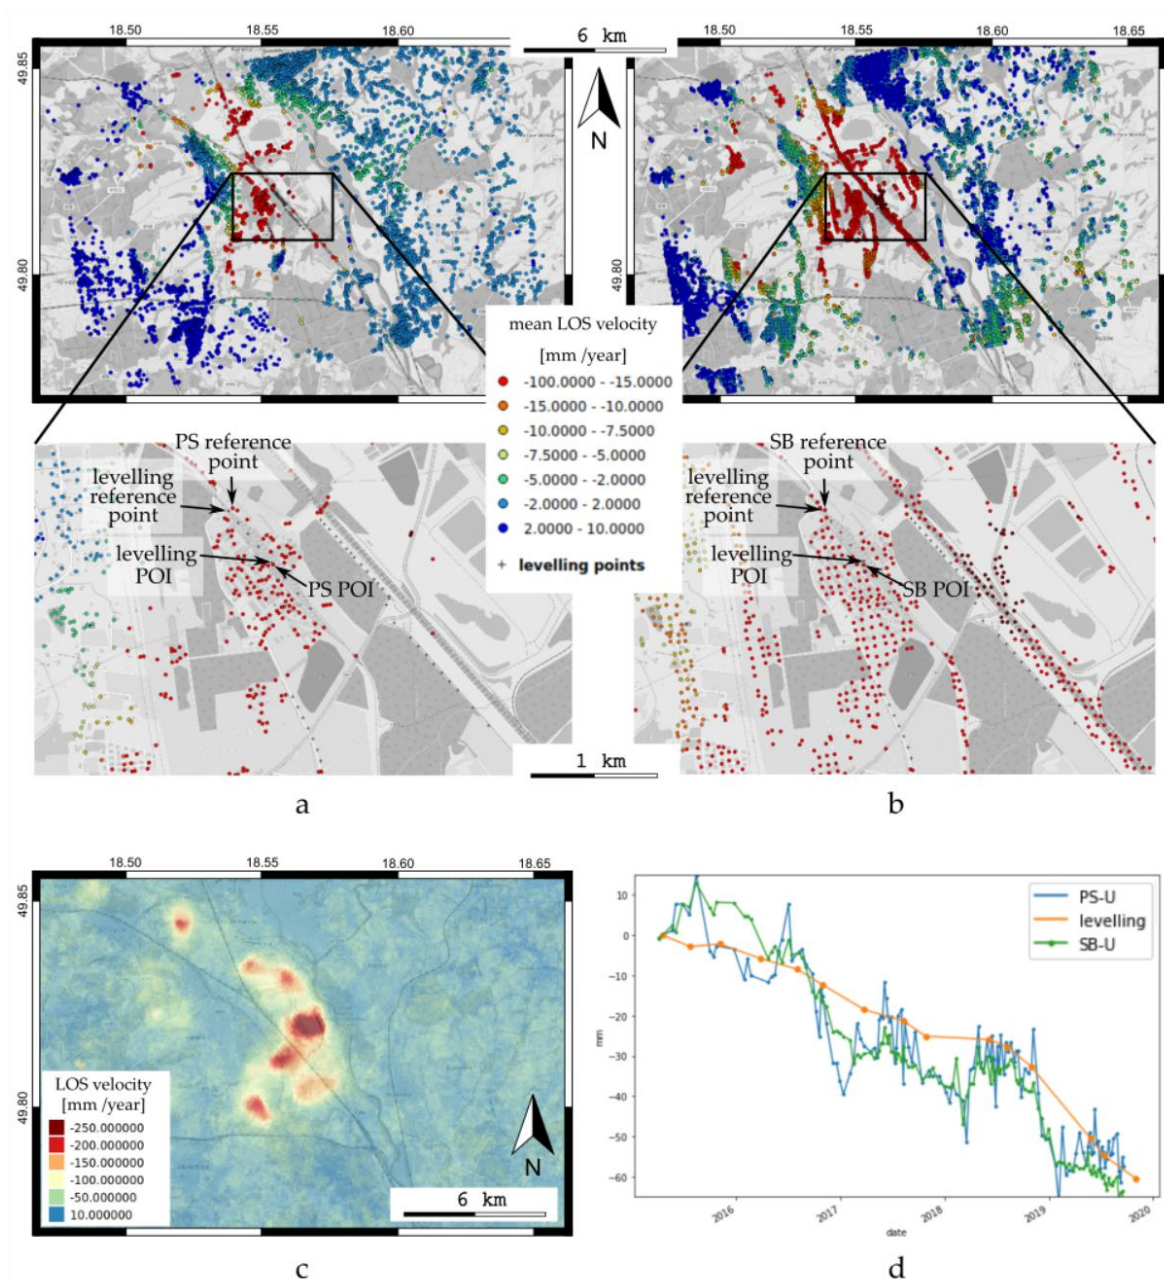 18.50 18.55 18.60
6 km
18.50 18.55 18.60 18.65
49.85
49.80
N
49.85
49.80
mean LOS velocity
[mm /year]
-100.0000 - -15.0000
-15.0000 - -10.0000
-10.0000 - -7.5000
-7.5000 - -5.0000
-5.0000 - -2.0000
-2.0000 - 2.0000
2.0000 - 10.0000
levelling points
PS reference
point
levelling
reference
point
levelling
POI
PS POI
SB reference
point
levelling
reference
point
levelling
POI
SB POI
1 km
a
b
18.50 18.55 18.60 18.65
49.85
49.80
LOS velocity
[mm /year]
-250.000000
-200.000000
-150.000000
-100.000000
-50.000000
10.000000
N
6 km
c
PS-U
levelling
SB-U
10
0
-10
-20
-30
-40
-50
-60
mm
2016 2017 2018 2019 2020
date
d